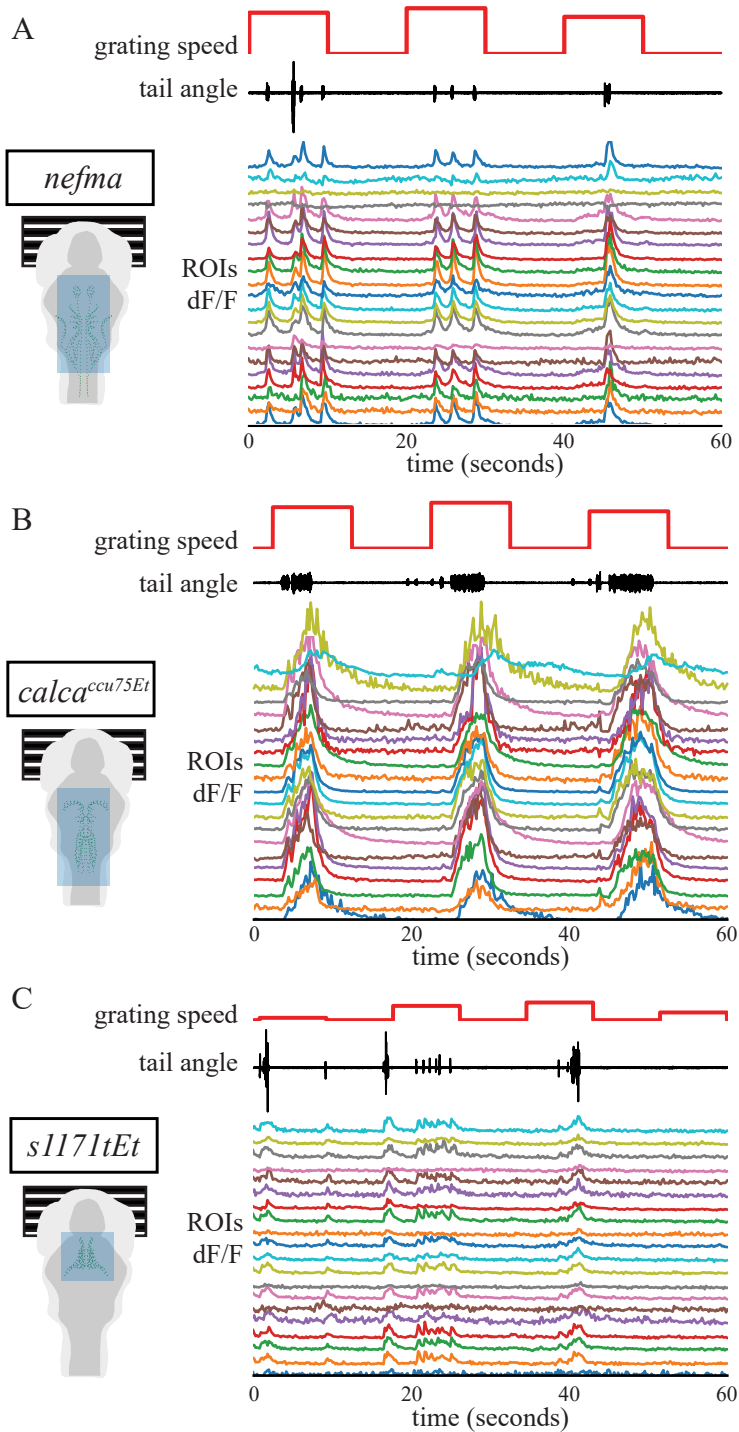 A
grating speed
tail angle
nefma
ROIs
dF/F
0 20 40 60
time (seconds)
B
grating speed
tail angle
calca^ccu75Et
ROIs
dF/F
0 20 40 60
time (seconds)
C
grating speed
tail angle
s1171tEt
ROIs
dF/F
0 20 40 60
time (seconds)